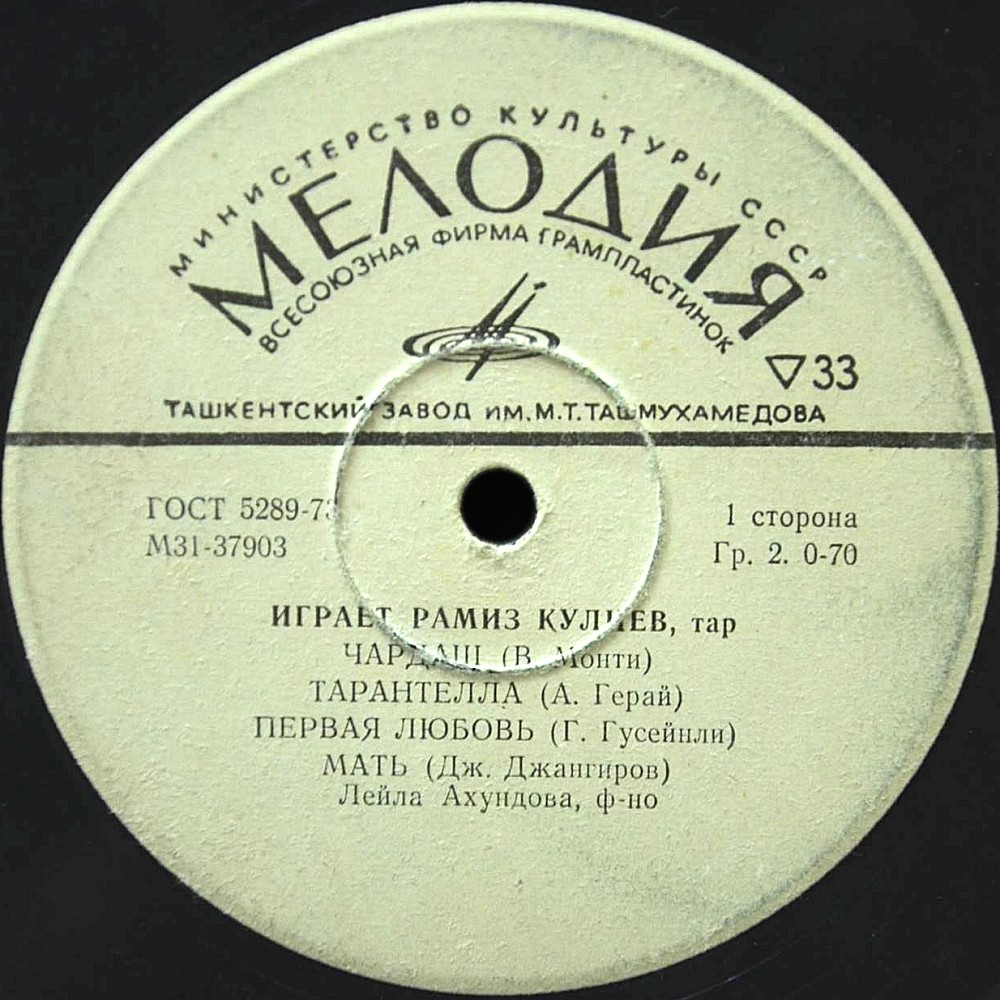 МИНИСТЕРСТВО КУЛЬТУРЫ СССР
МЕЛОДИЯ
ВСЕСОЮЗНАЯ ФИРМА ГРАМПЛАСТИНОК
▽33
ТАШКЕНТСКИЙ ЗАВОД ИМ. М.Т.ТАШМУХАМЕДОВА
ГОСТ 5289-73
М31-37903
1 сторона
Гр. 2. 0-70
ИГРАЕТ РАМИЗ КУЛИЕВ, тар
ЧАРДАШ (В. Монти)
ТАРАНТЕЛЛА (А. Герай)
ПЕРВАЯ ЛЮБОВЬ (Г. Гусейнли)
МАТЬ (Дж. Джангиров)
Лейла Ахундова, ф-но